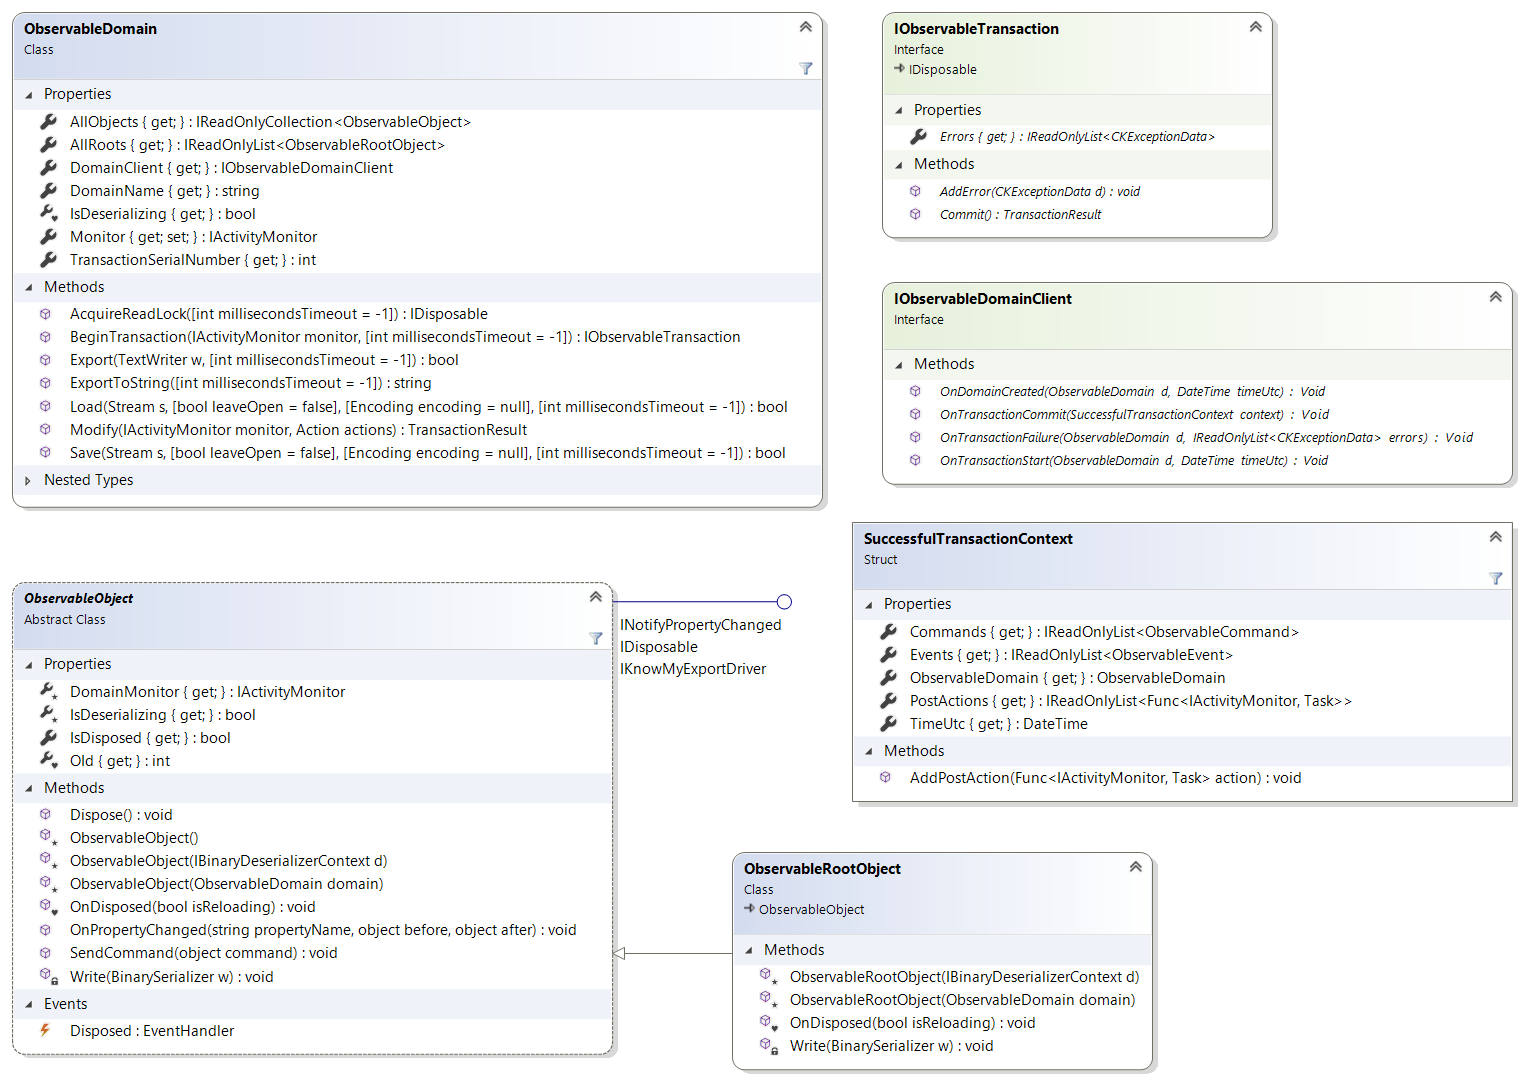 ObservableDomain
Class
Properties
AllObjects { get; } : IReadOnlyCollection<ObservableObject>
AllRoots { get; } : IReadOnlyList<ObservableRootObject>
DomainClient { get; } : IObservableDomainClient
DomainName { get; } : string
IsDeserializing { get; } : bool
Monitor { get; set; } : IActivityMonitor
TransactionSerialNumber { get; } : int
Methods
AcquireReadLock([int millisecondsTimeout = -1]) : IDisposable
BeginTransaction(IActivityMonitor monitor, [int millisecondsTimeout = -1]) : IObservableTransaction
Export(TextWriter w, [int millisecondsTimeout = -1]) : bool
ExportToString([int millisecondsTimeout = -1]) : string
Load(Stream s, [bool leaveOpen = false], [Encoding encoding = null], [int millisecondsTimeout = -1]) : bool
Modify(IActivityMonitor monitor, Action actions) : TransactionResult
Save(Stream s, [bool leaveOpen = false], [Encoding encoding = null], [int millisecondsTimeout = -1]) : bool
Nested Types
IObservableTransaction
Interface
IDisposable
Properties
Errors { get; } : IReadOnlyList<CKExceptionData>
Methods
AddError(CKExceptionData d) : void
Commit() : TransactionResult
IObservableDomainClient
Interface
Methods
OnDomainCreated(ObservableDomain d, DateTime timeUtc) : Void
OnTransactionCommit(SuccessfulTransactionContext context) : Void
OnTransactionFailure(ObservableDomain d, IReadOnlyList<CKExceptionData> errors) : Void
OnTransactionStart(ObservableDomain d, DateTime timeUtc) : Void
SuccessfulTransactionContext
Struct
Properties
Commands { get; } : IReadOnlyList<ObservableCommand>
Events { get; } : IReadOnlyList<ObservableEvent>
ObservableDomain { get; } : ObservableDomain
PostActions { get; } : IReadOnlyList<Func<IActivityMonitor, Task>>
TimeUtc { get; } : DateTime
Methods
AddPostAction(Func<IActivityMonitor, Task> action) : void
ObservableObject
Abstract Class
Properties
DomainMonitor { get; } : IActivityMonitor
IsDeserializing { get; } : bool
IsDisposed { get; } : bool
OId { get; } : int
Methods
Dispose() : void
ObservableObject()
ObservableObject(IBinaryDeserializerContext d)
ObservableObject(ObservableDomain domain)
OnDisposed(bool isReloading) : void
OnPropertyChanged(string propertyName, object before, object after) : void
SendCommand(object command) : void
Write(BinarySerializer w) : void
Events
Disposed : EventHandler
INotifyPropertyChanged
IDisposable
IKnowMyExportDriver
ObservableRootObject
Class
ObservableObject
Methods
ObservableRootObject(IBinaryDeserializerContext d)
ObservableRootObject(ObservableDomain domain)
OnDisposed(bool isReloading) : void
Write(BinarySerializer w) : void